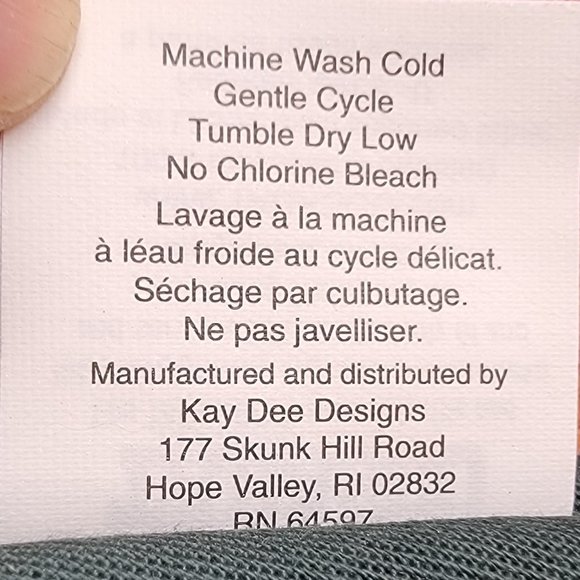 Machine Wash Cold
Gentle Cycle
Tumble Dry Low
No Chlorine Bleach
Lavage à la machine
à léau froide au cycle délicat.
Séchage par culbutage.
Ne pas javelliser.
Manufactured and distributed by
Kay Dee Designs
177 Skunk Hill Road
Hope Valley, RI 02832
RN 64597